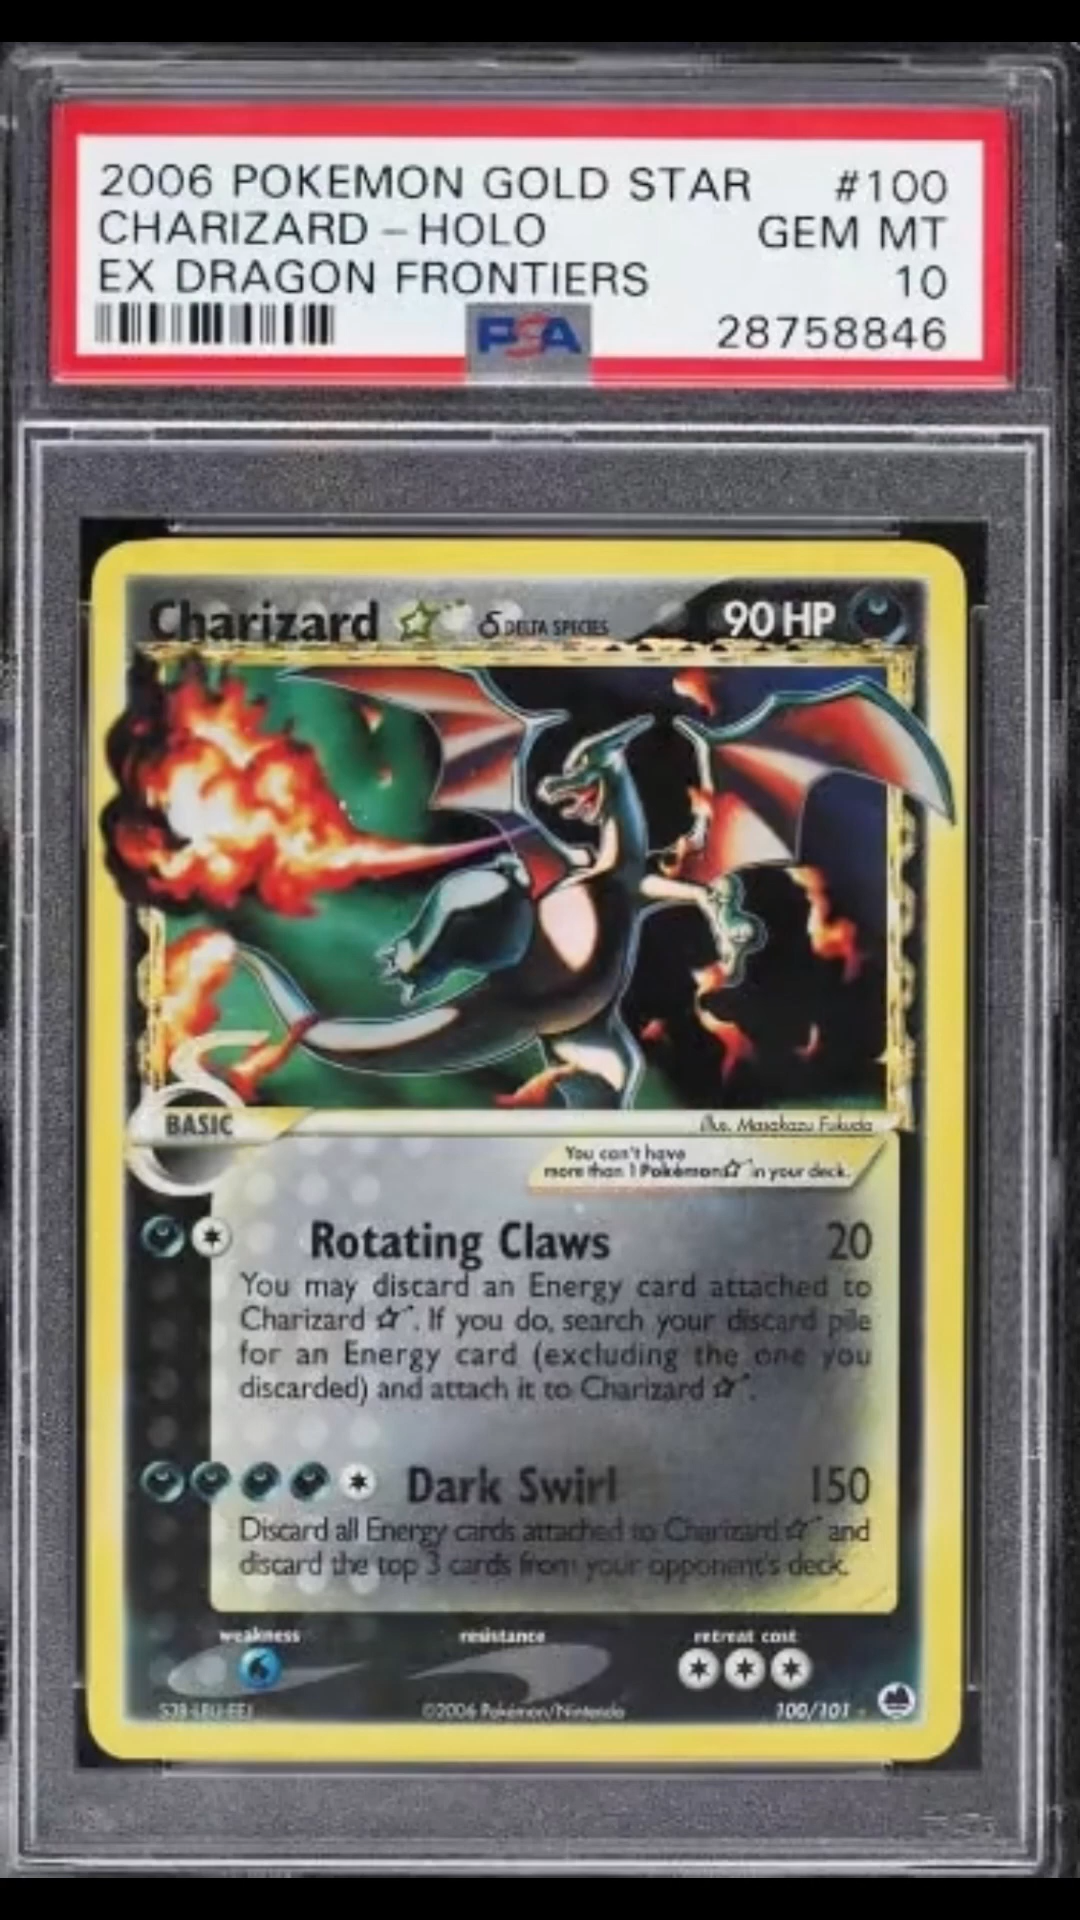 2006 POKEMON GOLD STAR #100
CHARIZARD - HOLO GEM MT
EX DRAGON FRONTIERS 10
PSA 28758846
Charizard ☆ δ DELTA SPECIES 90 HP
BASIC
illus. Masakazu Fukuda
You can't have
more than 1 Pokémon ☆ in your deck.
Rotating Claws 20
You may discard an Energy card attached to
Charizard ☆. If you do, search your discard pile
for an Energy card (excluding the one you
discarded) and attach it to Charizard ☆.
Dark Swirl 150
Discard all Energy cards attached to Charizard ☆ and
discard the top 3 cards from your opponent's deck.
weakness resistance retreat cost
©2006 Pokémon/Nintendo 100/101